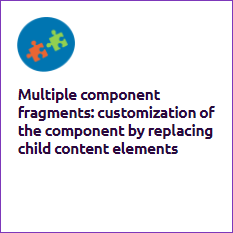 Multiple component
fragments: customization of
the component by replacing
child content elements